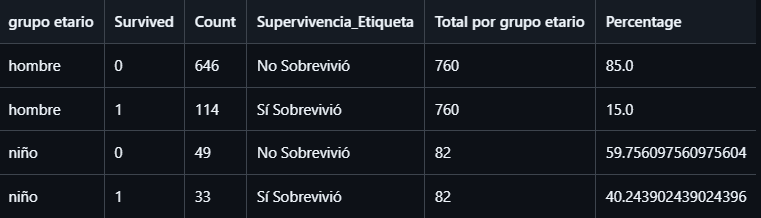 grupo etario Survived Count Supervivencia_Etiqueta Total por grupo etario Percentage
hombre 0 646 No Sobrevivió 760 85.0
hombre 1 114 Sí Sobrevivió 760 15.0
niño 0 49 No Sobrevivió 82 59.756097560975604
niño 1 33 Sí Sobrevivió 82 40.243902439024396